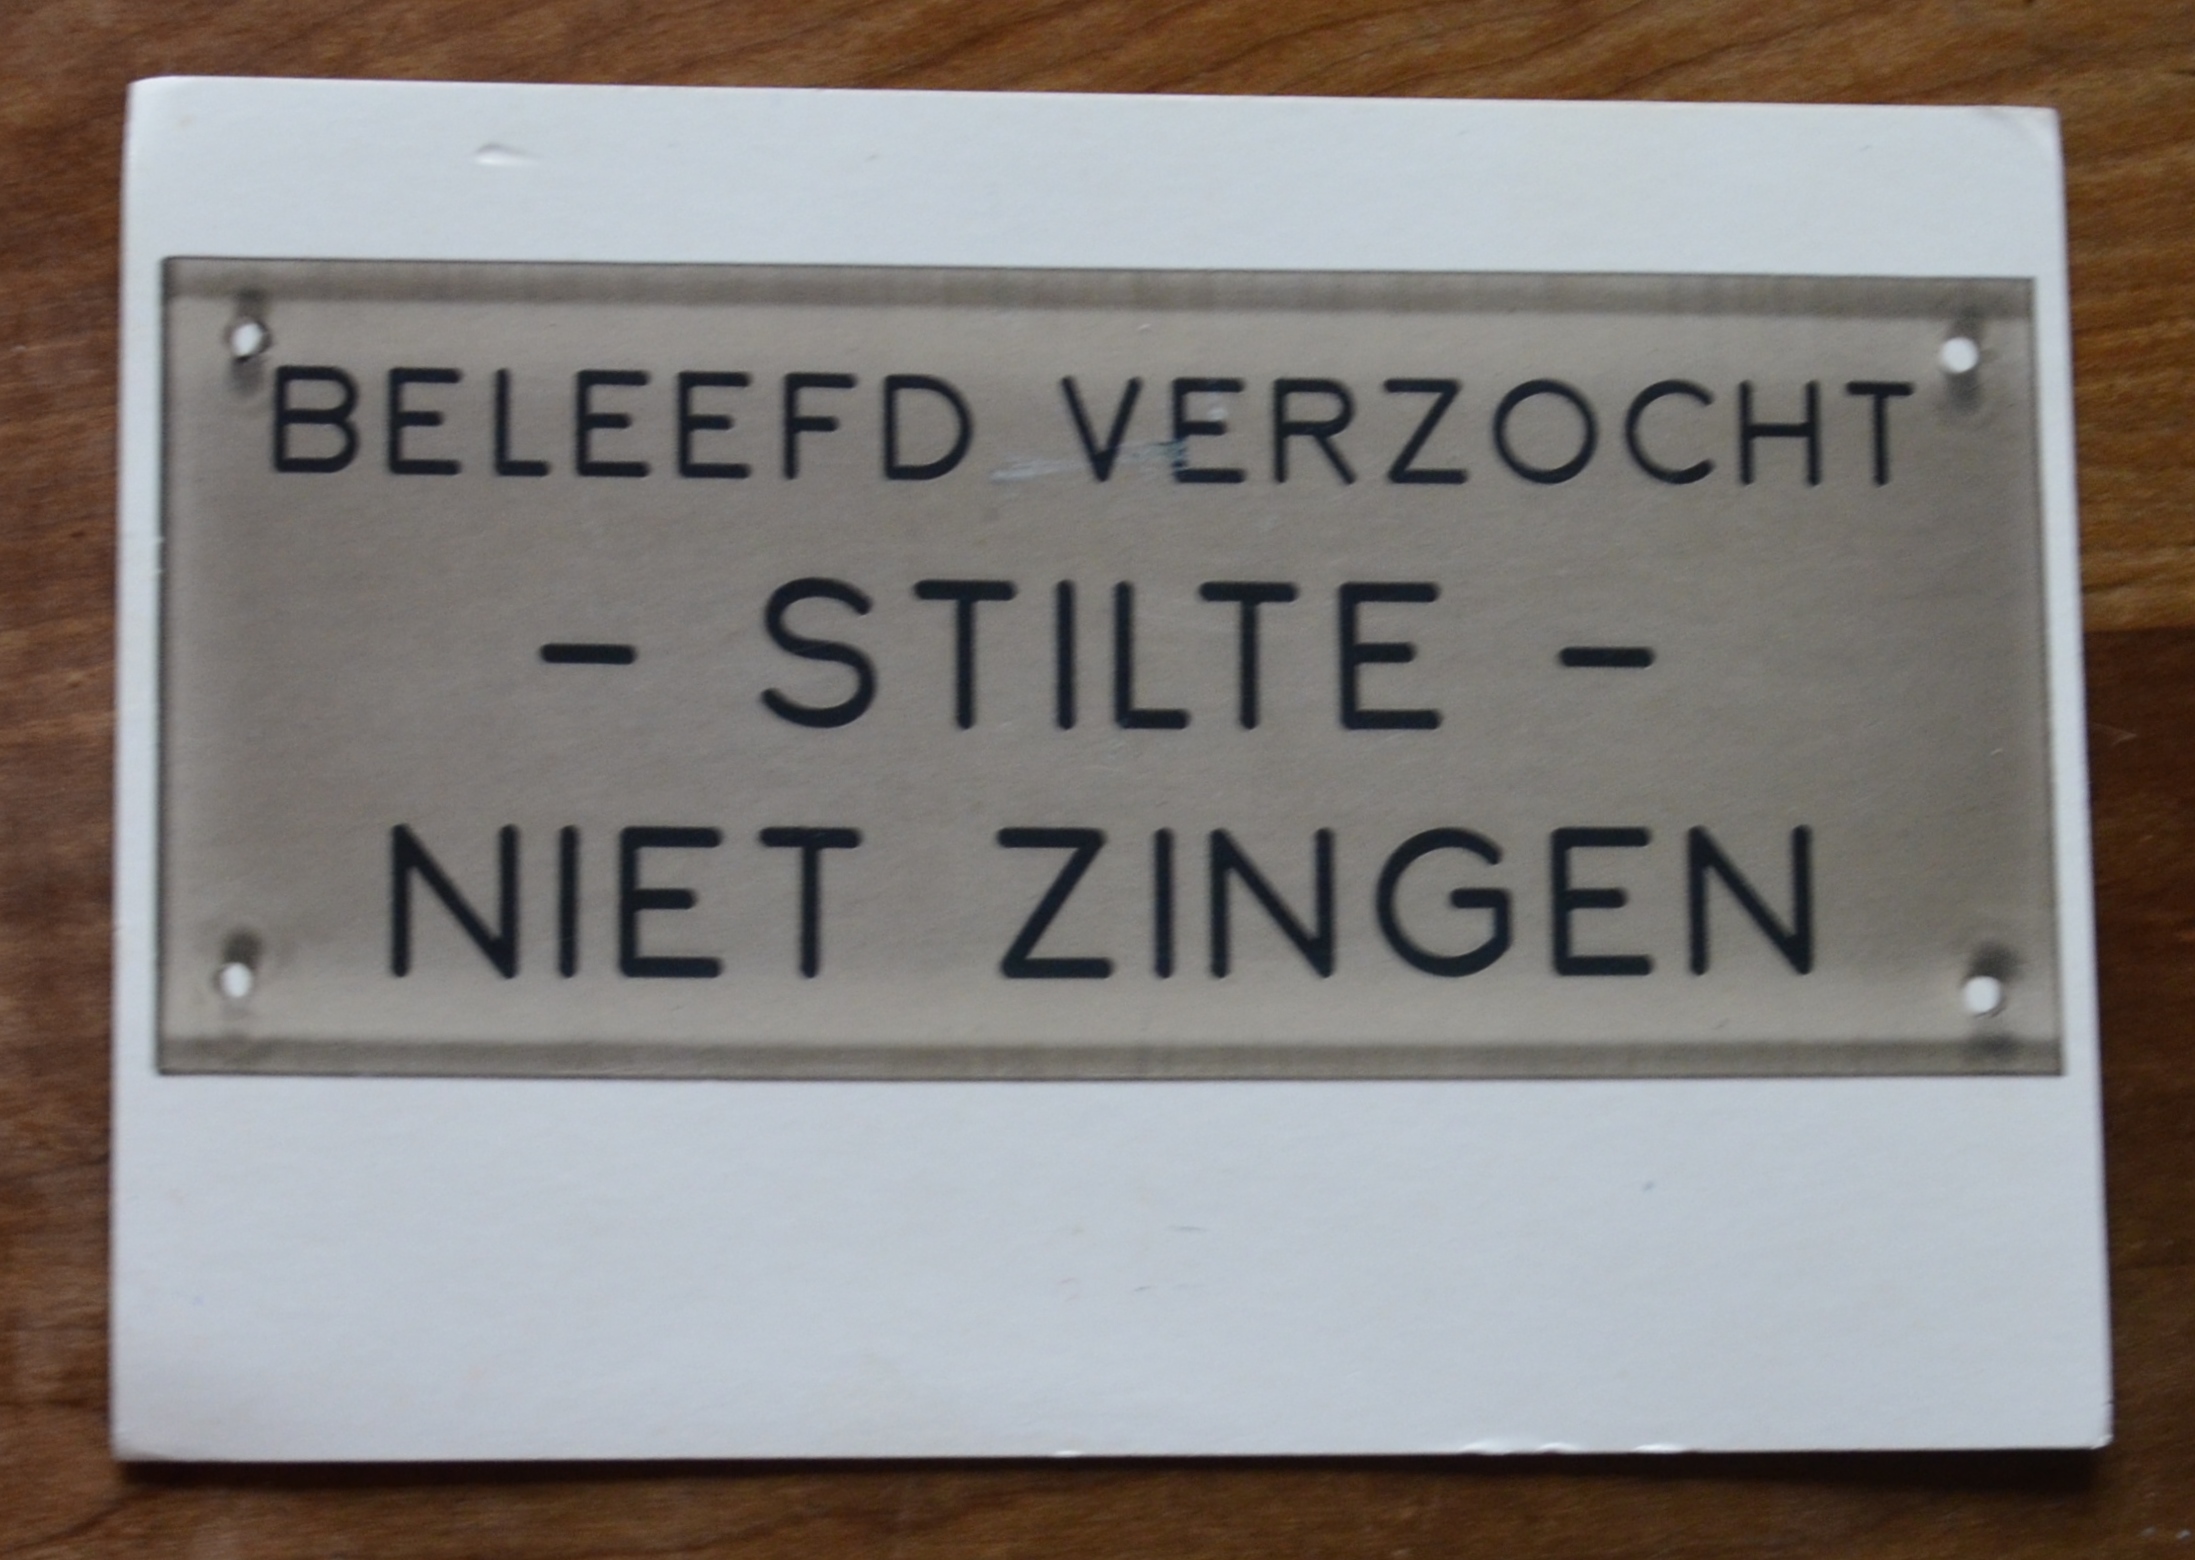 BELEEFD VERZOCHT
- STILTE -
NIET ZINGEN